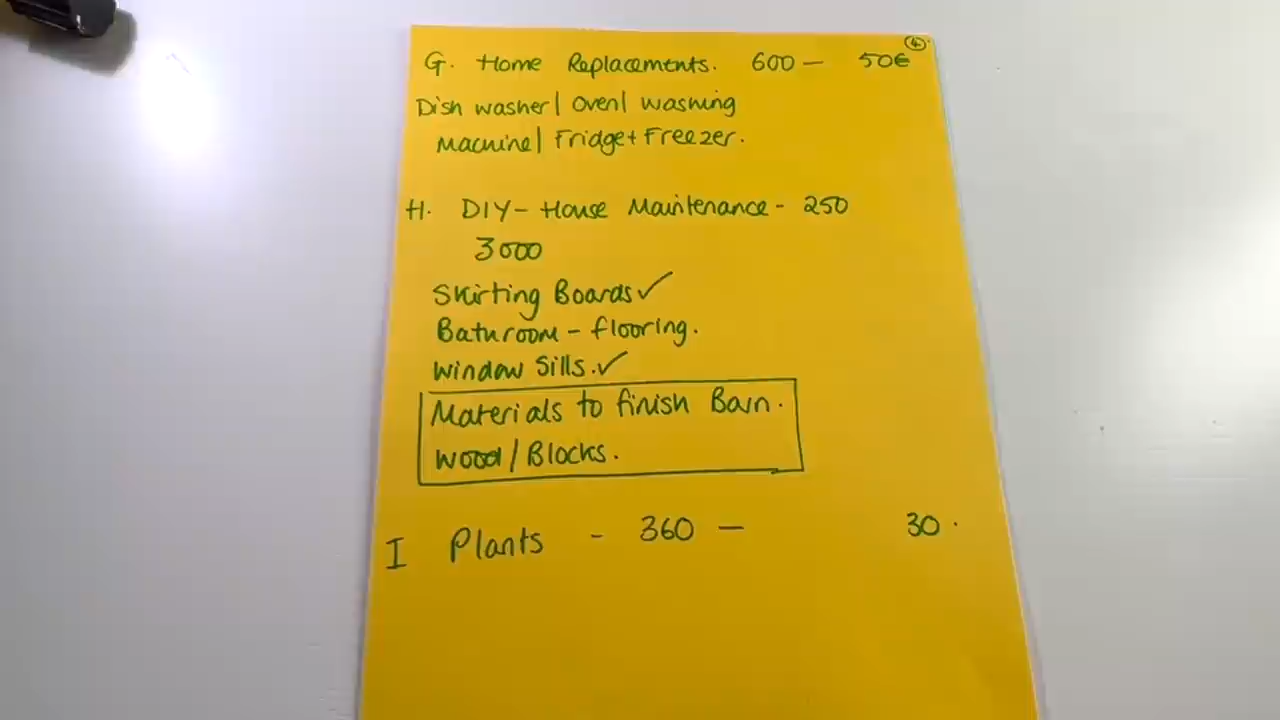 4
G. Home Replacements. 600 — 50€
Dish washer| Oven| washing
Machine| Fridge+Freezer.
H. DIY - House Maintenance - 250
3000
Skirting Boards ✓
Bathroom - flooring.
Window Sills. ✓
Materials to finish Barn.
Wood / Blocks.
I Plants - 360 — 30.